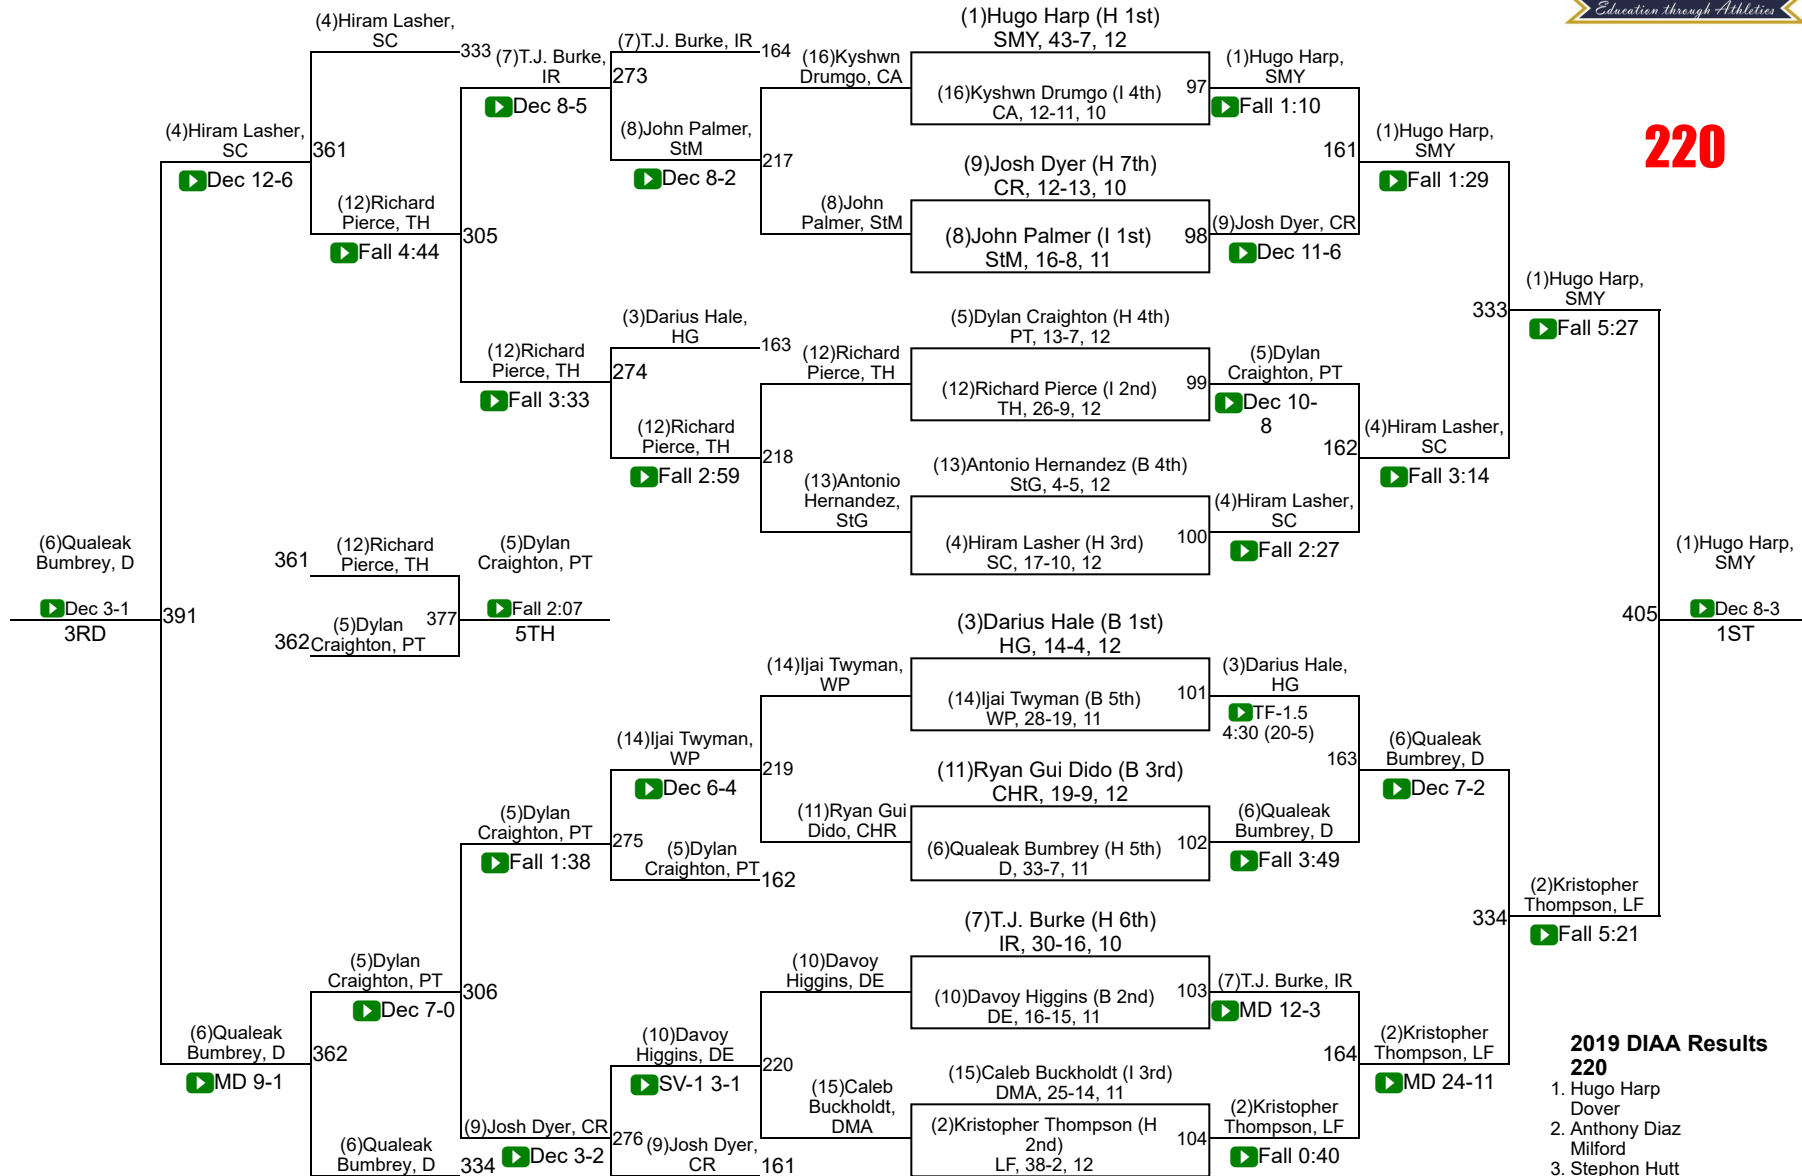 Education through Athletics
220
(4)Hiram Lasher,
SC
333
(7)T.J. Burke,
IR
Dec 8-5
(7)T.J. Burke, IR
164
273
(8)John Palmer,
StM
Dec 8-2
(4)Hiram Lasher,
SC
Dec 12-6
361
(12)Richard
Pierce, TH
Fall 4:44
305
(12)Richard
Pierce, TH
Fall 3:33
(3)Darius Hale,
HG
163
274
(12)Richard
Pierce, TH
Fall 2:59
(16)Kyshwn
Drumgo, CA
217
(8)John
Palmer, StM
(12)Richard
Pierce, TH
218
(13)Antonio
Hernandez,
StG
(1)Hugo Harp (H 1st)
SMY, 43-7, 12
(16)Kyshwn Drumgo (I 4th)
CA, 12-11, 10
97
(9)Josh Dyer (H 7th)
CR, 12-13, 10
(8)John Palmer (I 1st)
StM, 16-8, 11
98
(5)Dylan Craighton (H 4th)
PT, 13-7, 12
(12)Richard Pierce (I 2nd)
TH, 26-9, 12
99
(13)Antonio Hernandez (B 4th)
StG, 4-5, 12
(4)Hiram Lasher (H 3rd)
SC, 17-10, 12
100
(1)Hugo Harp,
SMY
Fall 1:10
161
(9)Josh Dyer, CR
Dec 11-6
(5)Dylan
Craighton, PT
Dec 10-
8
162
(4)Hiram Lasher,
SC
Fall 2:27
(1)Hugo Harp,
SMY
Fall 1:29
333
(4)Hiram Lasher,
SC
Fall 3:14
(1)Hugo Harp,
SMY
Fall 5:27
(6)Qualeak
Bumbrey, D
Dec 3-1
3RD
391
361
(12)Richard
Pierce, TH
362
(5)Dylan
Craighton, PT
377
(5)Dylan
Craighton, PT
Fall 2:07
5TH
405
(1)Hugo Harp,
SMY
Dec 8-3
1ST
(3)Darius Hale (B 1st)
HG, 14-4, 12
(14)Ijai Twyman (B 5th)
WP, 28-19, 11
101
(11)Ryan Gui Dido (B 3rd)
CHR, 19-9, 12
(6)Qualeak Bumbrey (H 5th)
D, 33-7, 11
102
(7)T.J. Burke (H 6th)
IR, 30-16, 10
(10)Davoy Higgins (B 2nd)
DE, 16-15, 11
103
(15)Caleb Buckholdt (I 3rd)
DMA, 25-14, 11
(2)Kristopher Thompson (H
2nd)
LF, 38-2, 12
104
(14)Ijai Twyman,
WP
219
(11)Ryan Gui
Dido, CHR
(14)Ijai Twyman,
WP
Dec 6-4
275
(5)Dylan
Craighton, PT
162
(5)Dylan
Craighton, PT
Fall 1:38
306
(10)Davoy
Higgins, DE
220
(15)Caleb
Buckholdt,
DMA
(10)Davoy
Higgins, DE
SV-1 3-1
276
(9)Josh Dyer,
CR
161
(9)Josh Dyer, CR
Dec 3-2
(5)Dylan
Craighton, PT
Dec 7-0
362
(6)Qualeak
Bumbrey, D
334
(6)Qualeak
Bumbrey, D
MD 9-1
(3)Darius Hale,
HG
TF-1.5
4:30 (20-5)
163
(6)Qualeak
Bumbrey, D
Fall 3:49
(7)T.J. Burke, IR
MD 12-3
164
(2)Kristopher
Thompson, LF
Fall 0:40
(6)Qualeak
Bumbrey, D
Dec 7-2
334
(2)Kristopher
Thompson, LF
MD 24-11
(2)Kristopher
Thompson, LF
Fall 5:21
2019 DIAA Results
220
1. Hugo Harp
Dover
2. Anthony Diaz
Milford
3. Stephon Hutt